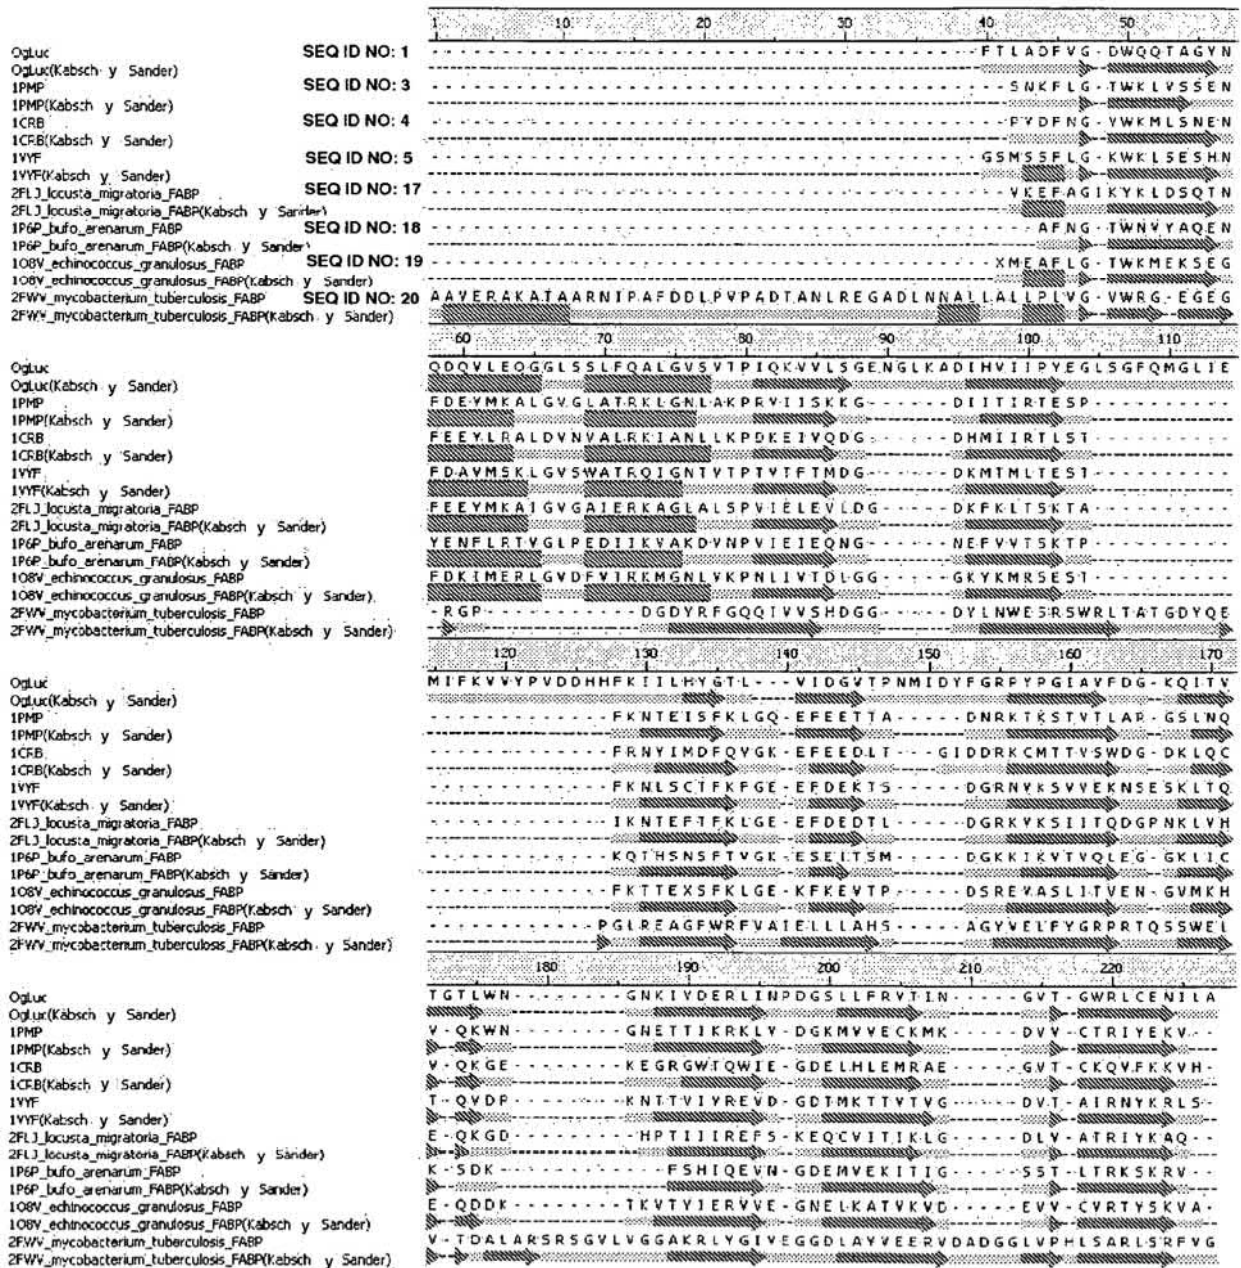 1 10 20 30 40 50
OgLuc SEQ ID NO: 1 FTLADFVG-DWQQTAGYN
OgLuc(Kabsch y Sander)
1PMP SEQ ID NO: 3 SNKFLG-TWKLVSSEN
1PMP(Kabsch y Sander)
1CRB SEQ ID NO: 4 PYDFNG-YWKMLSNEN
1CRB(Kabsch y Sander)
1VYF SEQ ID NO: 5 GSMSSFLG-KWKLSESHN
1VYF(Kabsch y Sander)
2FLJ_locusta_migratoria_FABP SEQ ID NO: 17 VKEFAGIKYKLDSQTN
2FLJ_locusta_migratoria_FABP(Kabsch y Sander)
1P6P_bufo_arenarum_FABP SEQ ID NO: 18 AFNG-TWNVYAQEN
1P6P_bufo_arenarum_FABP(Kabsch y Sander)
1O8V_echinococcus_granulosus_FABP SEQ ID NO: 19 XMEAFLG-TWKMEKSEG
1O8V_echinococcus_granulosus_FABP(Kabsch y Sander)
2FWV_mycobacterium_tuberculosis_FABP SEQ ID NO: 20 AAVERAKATAARNIPAFDDLPVPADTANLREGADLNNALLALLPLVG-VWRG-EGEG
2FWV_mycobacterium_tuberculosis_FABP(Kabsch y Sander)
60 70 80 90 100 110
OgLuc QDQVLEQGGLSSLFQALGVSVTPIQKVVLSGENGLKADIHVIIPYEGLSGFQMGLIE
OgLuc(Kabsch y Sander)
1PMP FDEYMKALGVGLATRKLGNLAKPRVIISKKG------DIITIRTESP
1PMP(Kabsch y Sander)
1CRB FEEYLRALDVNVALRKIANLLKPDKEIVQDG------DHMIIRTLST
1CRB(Kabsch y Sander)
1VYF FDAVMSKLGVSWATRQIGNTVTPTVTFTMDG------DKMTMLTEST
1VYF(Kabsch y Sander)
2FLJ_locusta_migratoria_FABP FEEYMKAIGVGAIERKAGLALSPVIELEVLDG-----DKFKLTSKTA
2FLJ_locusta_migratoria_FABP(Kabsch y Sander)
1P6P_bufo_arenarum_FABP YENFLRTVGLPEDIIKVAKDVNPVIEIEQNG------NEFVVTSKTP
1P6P_bufo_arenarum_FABP(Kabsch y Sander)
1O8V_echinococcus_granulosus_FABP FDKIMERLGVDFVTRKMGNLVKPNLIVTDLGG-----GKYKMRSEST
1O8V_echinococcus_granulosus_FABP(Kabsch y Sander)
2FWV_mycobacterium_tuberculosis_FABP -RGP-----------DGDYRFGQQIVVSHDGG-----DYLNWESRSWRLTATGDYQE
2FWV_mycobacterium_tuberculosis_FABP(Kabsch y Sander)
120 130 140 150 160 170
OgLuc MIFKVVYPVDDHHFKIILHYGTL---VIDGVTPNMIDYFGRPYPGIAVFDG-KQITV
OgLuc(Kabsch y Sander)
1PMP FKNTEISFKLGQ-EFEETTA-----DNRKTKSTVTLAR-GSLNQ
1PMP(Kabsch y Sander)
1CRB FRNYIMDFQVGK-EFEEDLT---GIDDRKCMTTVSWDG-DKLQC
1CRB(Kabsch y Sander)
1VYF FKNLSCTFKFGE-EFDEKTS-----DGRNVKSVVEKNSESKLTQ
1VYF(Kabsch y Sander)
2FLJ_locusta_migratoria_FABP IKNTEFTFKLGE-EFDEDTL-----DGRKVKSIITQDGPNKLVH
2FLJ_locusta_migratoria_FABP(Kabsch y Sander)
1P6P_bufo_arenarum_FABP KQTHSNSFTVGK-ESEITSM-----DGKKIKVTVQLEG-GKLIC
1P6P_bufo_arenarum_FABP(Kabsch y Sander)
1O8V_echinococcus_granulosus_FABP FKTTEXSFKLGE-KFKEVTP-----DSREVASLITVEN-GVMKH
1O8V_echinococcus_granulosus_FABP(Kabsch y Sander)
2FWV_mycobacterium_tuberculosis_FABP PGLREAGFWRFVAIELLLAHS-----AGYVELFYGRPRTQSSWEL
2FWV_mycobacterium_tuberculosis_FABP(Kabsch y Sander)
180 190 200 210 220
OgLuc TGTLWN--------GNKIVDERLINPDGSLLFRVTIN-----GVT-GWRLCENILA
OgLuc(Kabsch y Sander)
1PMP V-QKWN--------GNETTIKRKLV-DGKMVVECKMK-----DVV-CTRIYEKV
1PMP(Kabsch y Sander)
1CRB V-QKGE--------KEGRGWTQWIE-GDELHLEMRAE-----GVT-CKQVFKKVH
1CRB(Kabsch y Sander)
1VYF T-QVDP--------KNTTVIVREVD-GDTMKTTVTVG-----DVT-AIRNYKRLS
1VYF(Kabsch y Sander)
2FLJ_locusta_migratoria_FABP E-QKGD---------HPTIIIREFS-KEQCVITIKLG-----DLV-ATRIYKAQ
2FLJ_locusta_migratoria_FABP(Kabsch y Sander)
1P6P_bufo_arenarum_FABP K-SDK-------------FSHIQEVN-GDEMVEKITIG-----SST-LTRKSKRV
1P6P_bufo_arenarum_FABP(Kabsch y Sander)
1O8V_echinococcus_granulosus_FABP E-QDDK--------TKVTYIERVVE-GNELKATVKVD-----EVV-CVRTYSKVA
1O8V_echinococcus_granulosus_FABP(Kabsch y Sander)
2FWV_mycobacterium_tuberculosis_FABP V-TDALARSRSGVLVGGAKRLYGIVEGGDLAYVEERVDADGGLVPHLSARLSRFVG
2FWV_mycobacterium_tuberculosis_FABP(Kabsch y Sander)